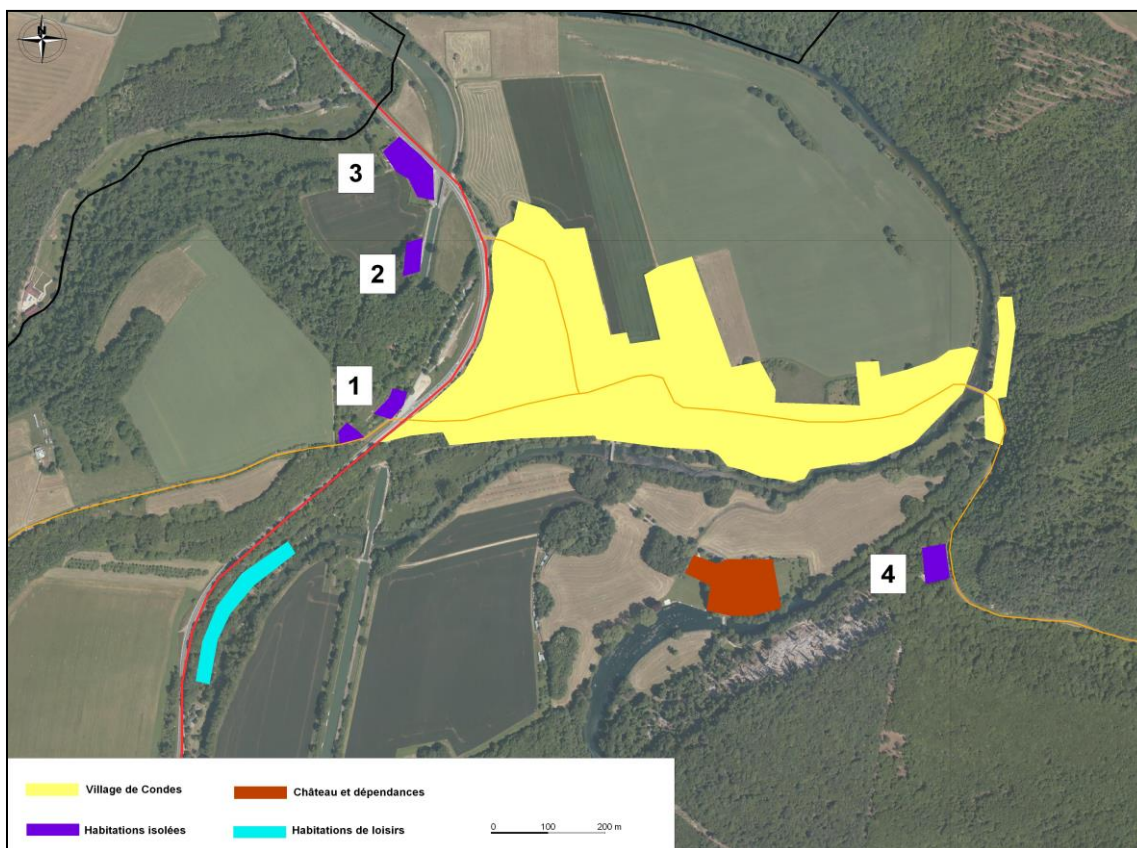 N
3
2
1
4
Village de Condes
Château et dépendances
Habitations isolées
Habitations de loisirs
0 100 200 m